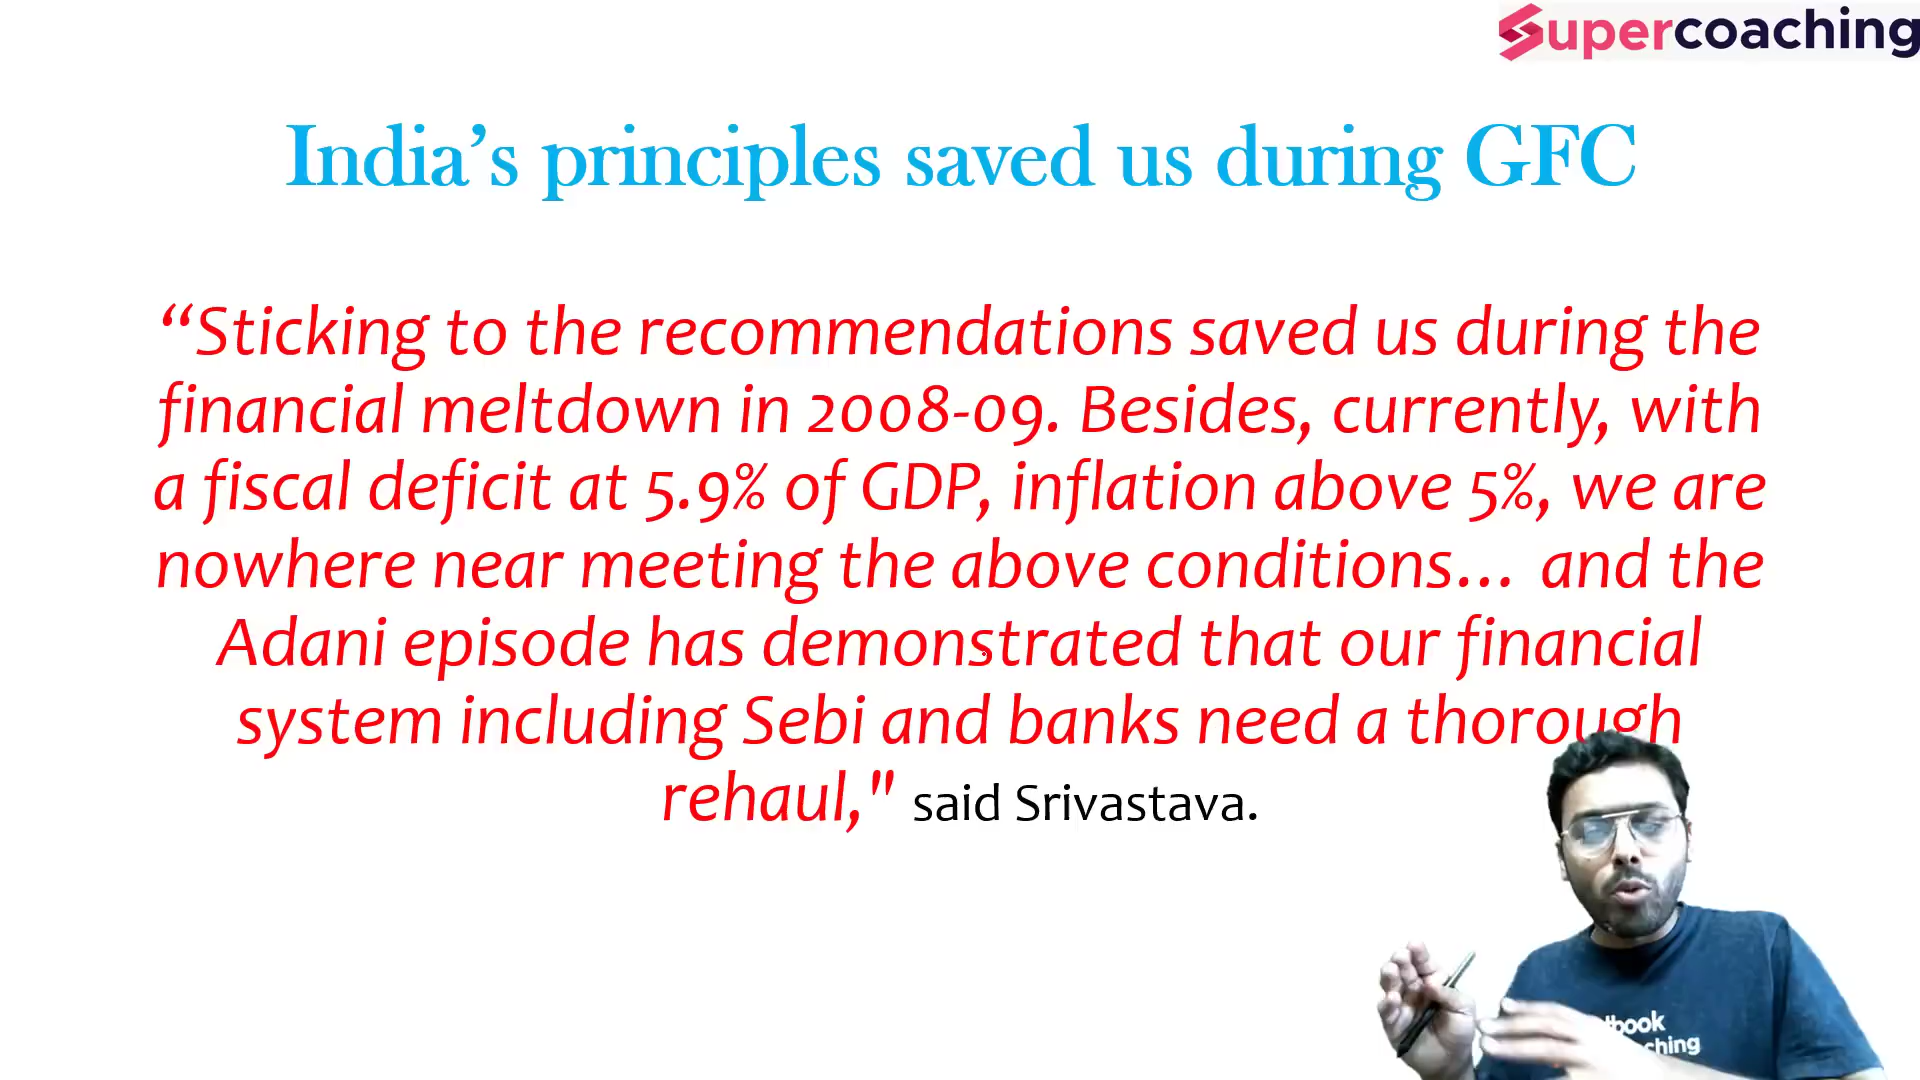 Supercoaching
India’s principles saved us during GFC
“Sticking to the recommendations saved us during the
financial meltdown in 2008-09. Besides, currently, with
a fiscal deficit at 5.9% of GDP, inflation above 5%, we are
nowhere near meeting the above conditions… and the
Adani episode has demonstrated that our financial
system including Sebi and banks need a thorough
rehaul," said Srivastava.